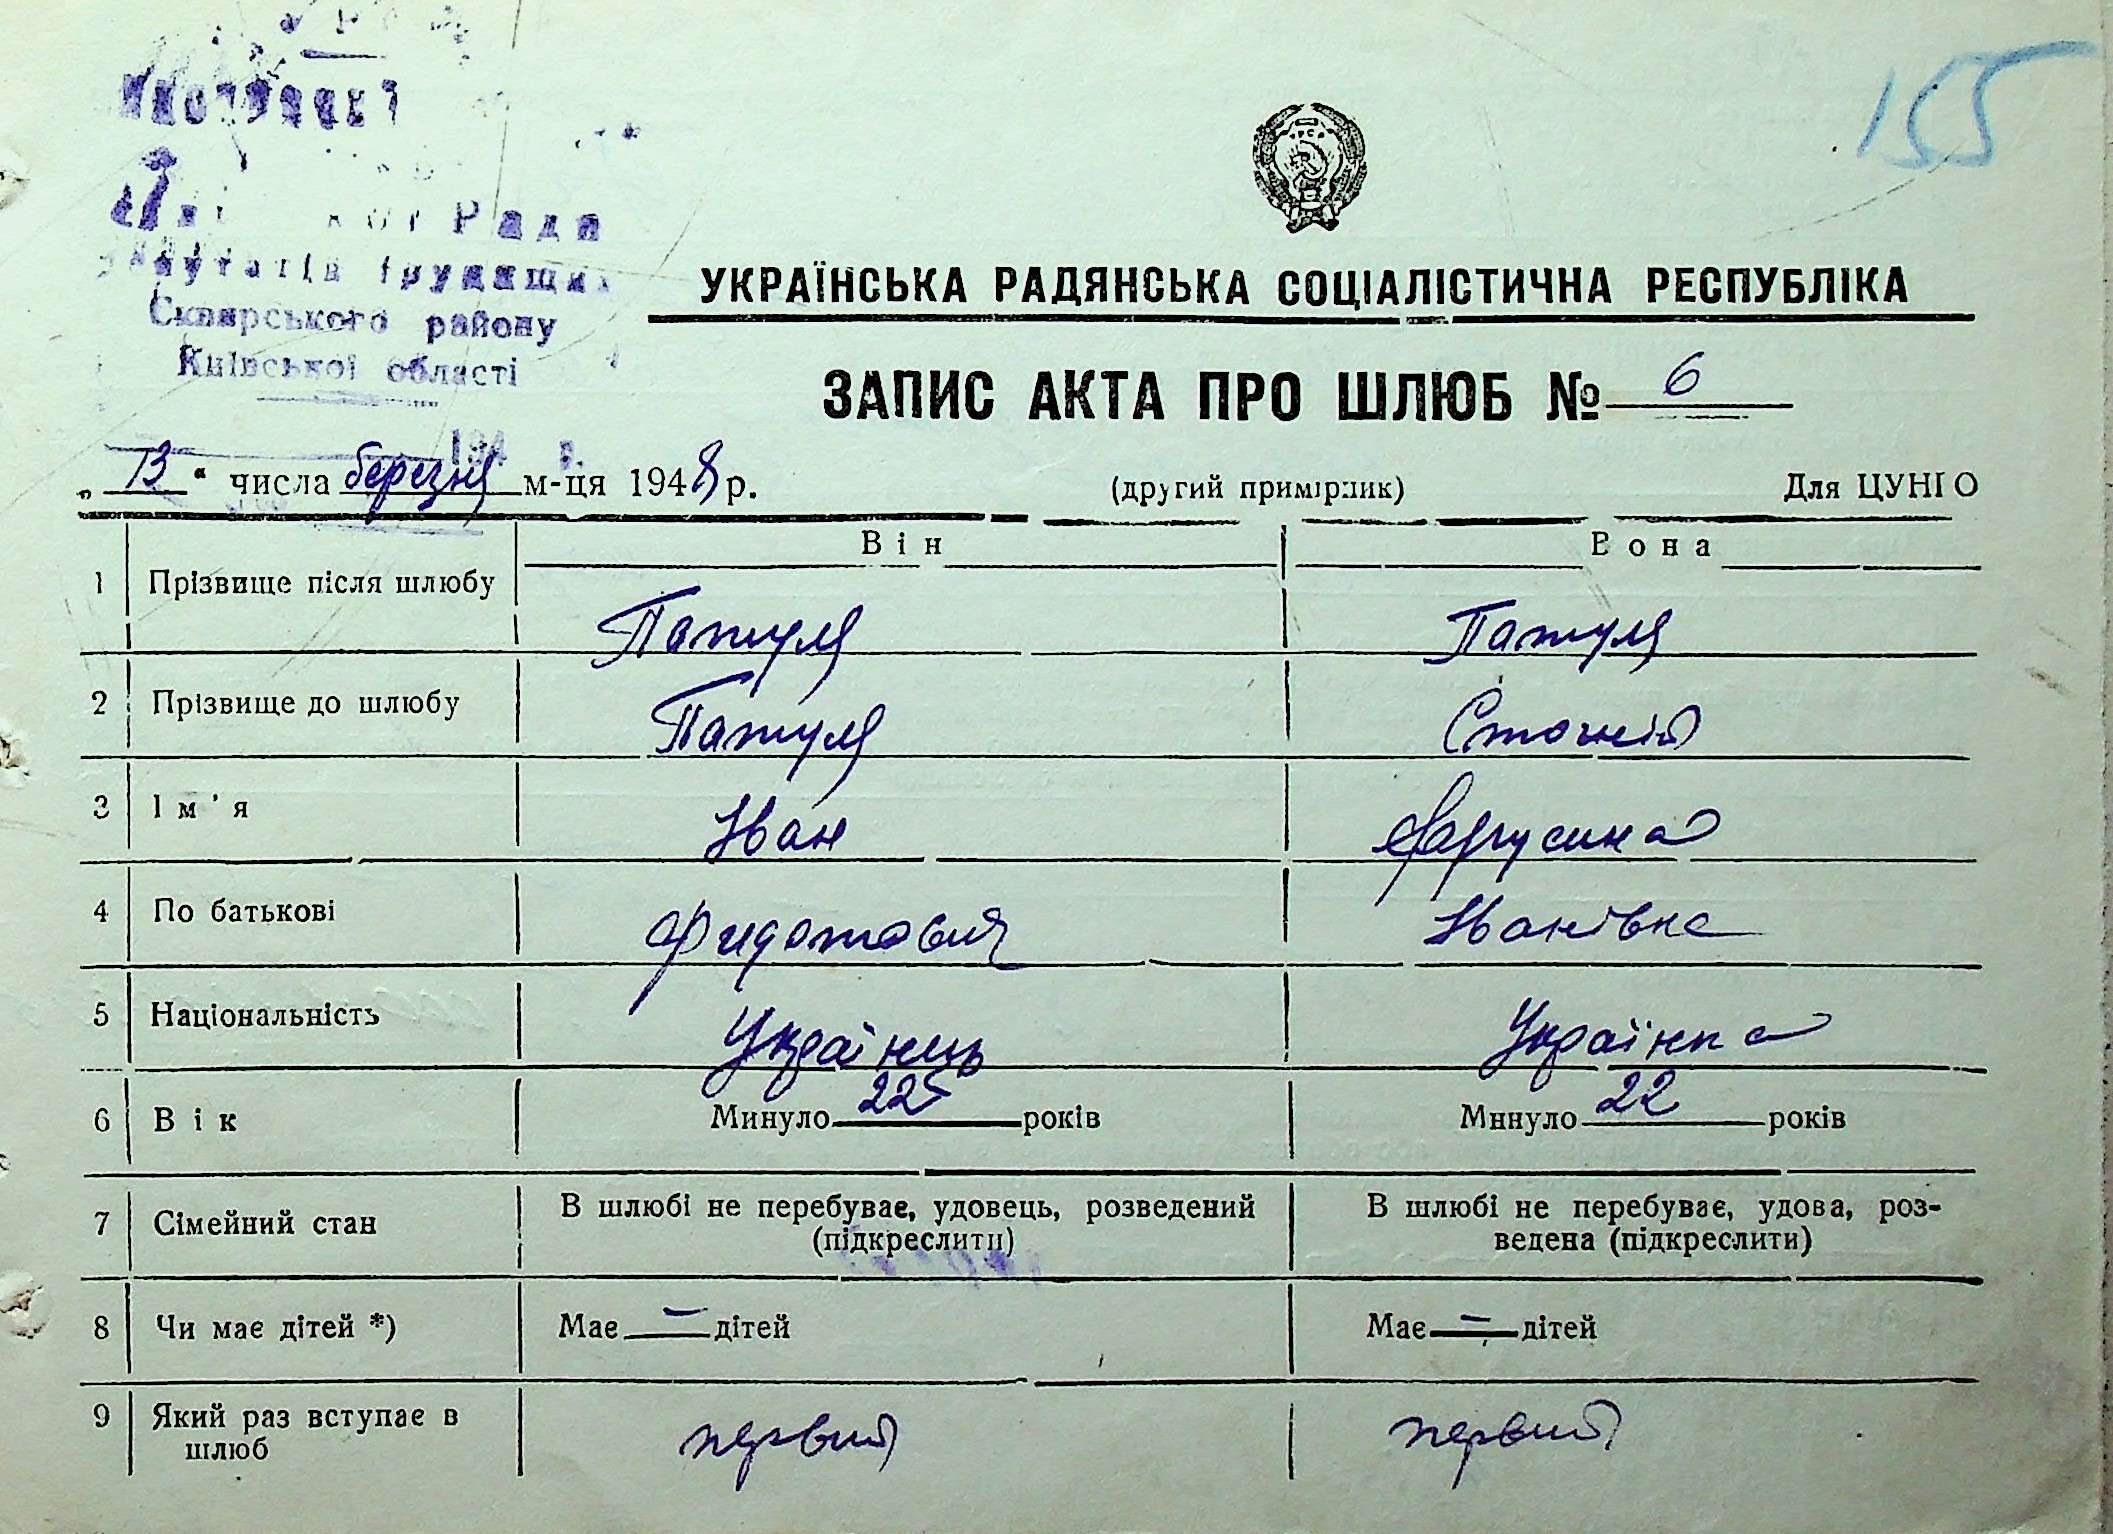 155
Рада
Сквирського району
Київської області
УКРАЇНСЬКА РАДЯНСЬКА СОЦІАЛІСТИЧНА РЕСПУБЛІКА
ЗАПИС АКТА ПРО ШЛЮБ № 6
„13“ числа березня м-ця 1948 р. (другий примірник) Для ЦУНГО
Він Вона
1 Прізвище після шлюбу Патуля Патуля
2 Прізвище до шлюбу Патуля
3 Ім'я Іван
4 По батькові Фидотович Іванівна
5 Національність Українець Українка
6 Вік Минуло років Минуло 22 років
7 Сімейний стан В шлюбі не перебуває, удовець, розведений В шлюбі не перебуває, удова, роз-
(підкреслити) ведена (підкреслити)
8 Чи має дітей *) Має — дітей Має — дітей
9 Який раз вступає в первий первий
шлюб